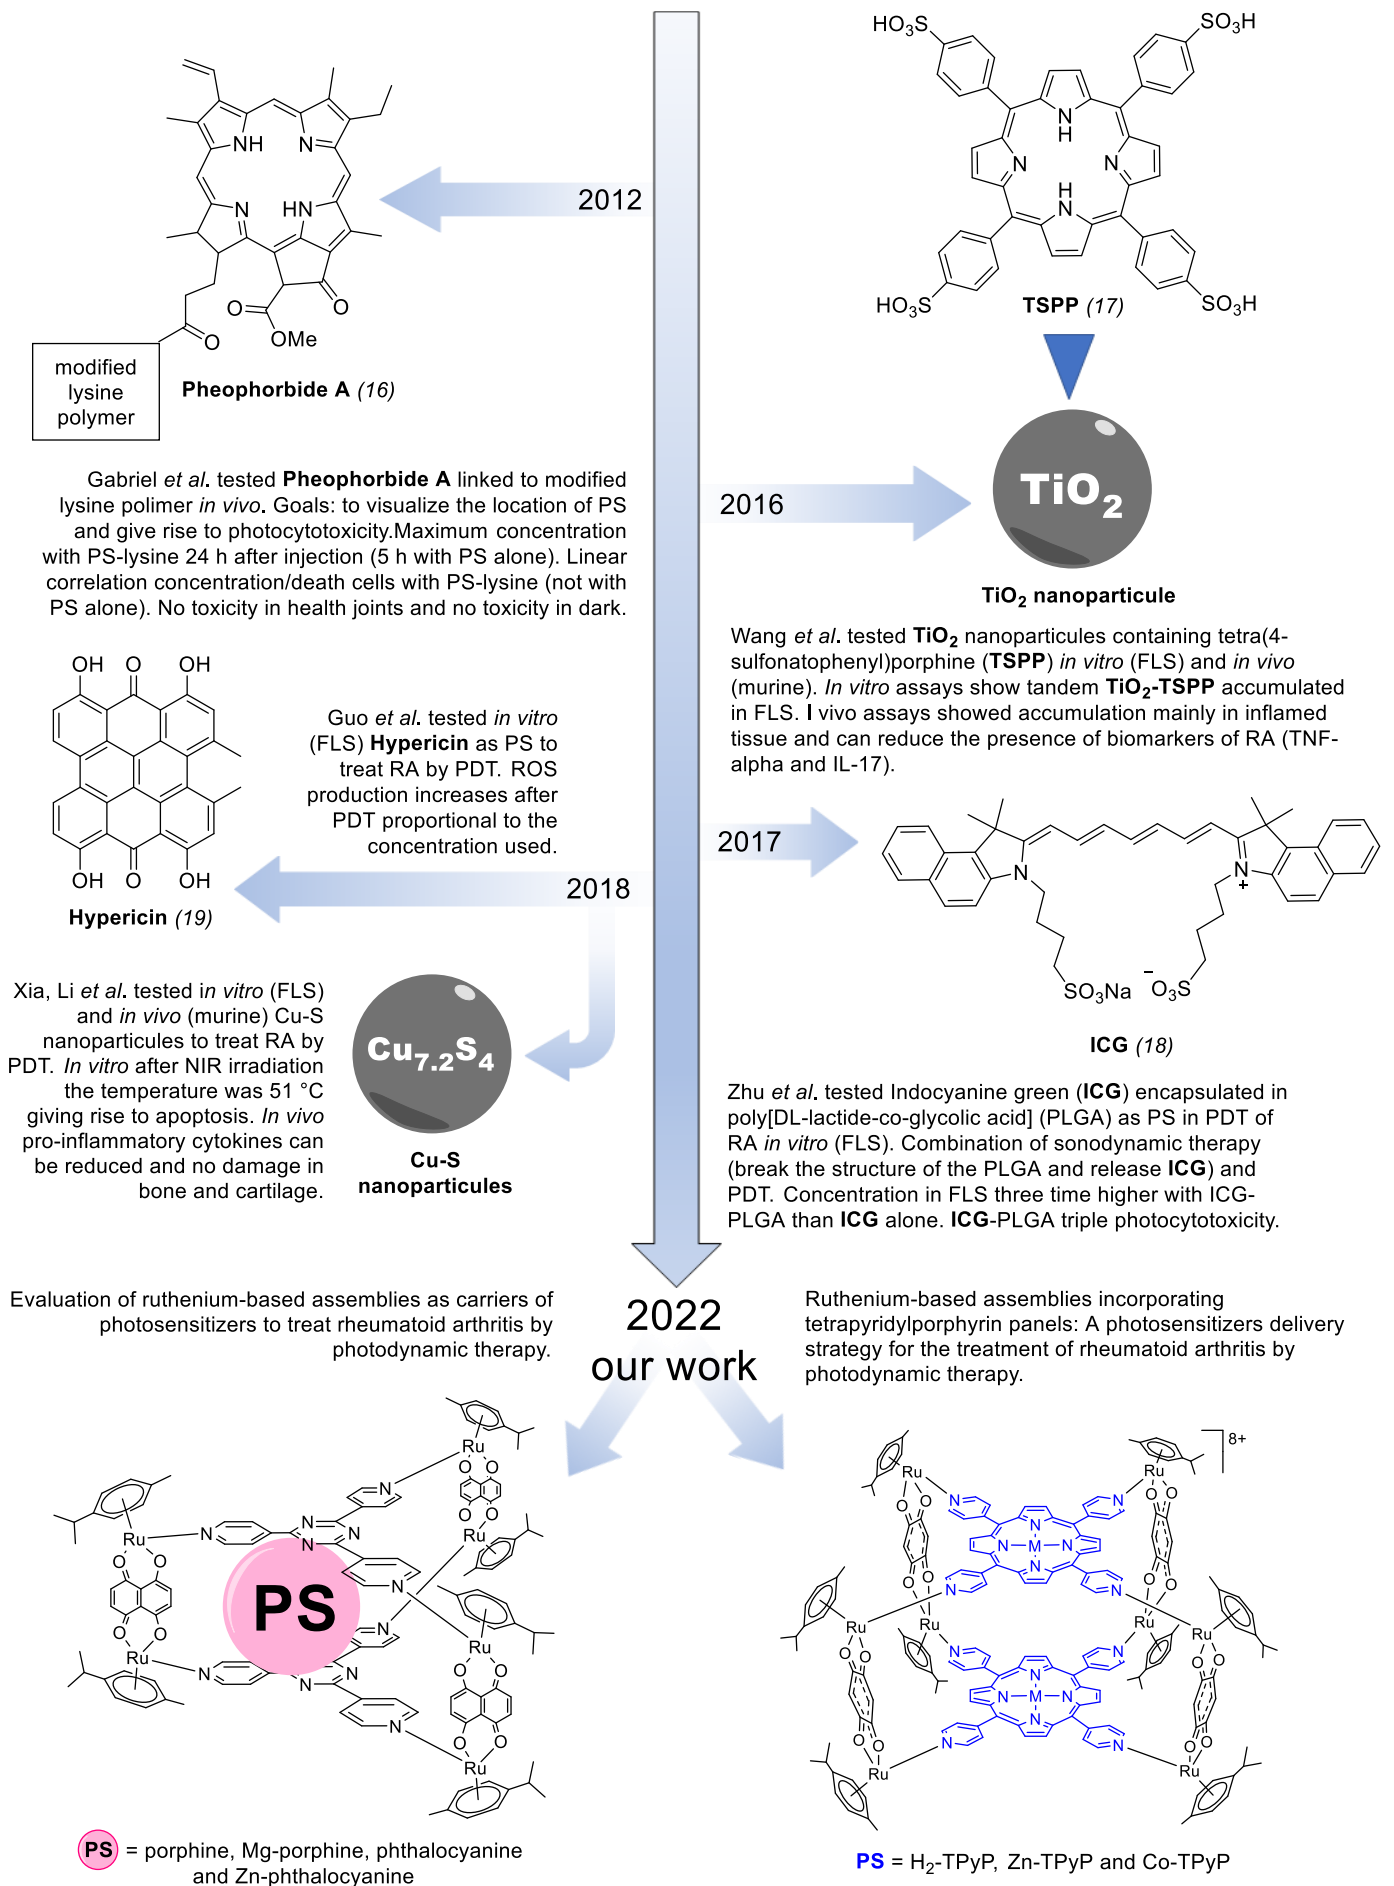 SO3H
HO3S
NH
N
N
HN
O
O
OMe
O
modified
lysine
polymer
Pheophorbide A (16)
2012
N
H
N
N
H
N
HO3S
SO3H
TSPP (17)
Gabriel et al. tested Pheophorbide A linked to modified
lysine polimer in vivo. Goals: to visualize the location of PS
and give rise to photocytotoxicity.Maximum concentration
with PS-lysine 24 h after injection (5 h with PS alone). Linear
correlation concentration/death cells with PS-lysine (not with
PS alone). No toxicity in health joints and no toxicity in dark.
2016
TiO2
TiO2 nanoparticule
Wang et al. tested TiO2 nanoparticules containing tetra(4-
sulfonatophenyl)porphine (TSPP) in vitro (FLS) and in vivo
(murine). In vitro assays show tandem TiO2-TSPP accumulated
in FLS. I vivo assays showed accumulation mainly in inflamed
tissue and can reduce the presence of biomarkers of RA (TNF-
alpha and IL-17).
OH O OH
OH O OH
Hypericin (19)
Guo et al. tested in vitro
(FLS) Hypericin as PS to
treat RA by PDT. ROS
production increases after
PDT proportional to the
concentration used.
2017
N
N
+
SO3Na
−O3S
ICG (18)
2018
Xia, Li et al. tested in vitro (FLS)
and in vivo (murine) Cu-S
nanoparticules to treat RA by
PDT. In vitro after NIR irradiation
the temperature was 51 °C
giving rise to apoptosis. In vivo
pro-inflammatory cytokines can
be reduced and no damage in
bone and cartilage.
Cu7.2S4
Cu-S
nanoparticules
Zhu et al. tested Indocyanine green (ICG) encapsulated in
poly[DL-lactide-co-glycolic acid] (PLGA) as PS in PDT of
RA in vitro (FLS). Combination of sonodynamic therapy
(break the structure of the PLGA and release ICG) and
PDT. Concentration in FLS three time higher with ICG-
PLGA than ICG alone. ICG-PLGA triple photocytotoxicity.
2022
our work
Evaluation of ruthenium-based assemblies as carriers of
photosensitizers to treat rheumatoid arthritis by
photodynamic therapy.
Ruthenium-based assemblies incorporating
tetrapyridylporphyrin panels: A photosensitizers delivery
strategy for the treatment of rheumatoid arthritis by
photodynamic therapy.
Ru
O O
N
O O
Ru
Ru
N
N
N
N
O O
PS
N
N
O O
Ru
Ru
N
N
N
N
O O
N
O O
Ru
PS = porphine, Mg-porphine, phthalocyanine
and Zn-phthalocyanine
8+
Ru
Ru
N
N
O O
O O
N
N M N
N
O O
O O
N
N
Ru
Ru
Ru
Ru
N
N
O O
O O
N
N M N
N
O O
O O
N
N
Ru
Ru
PS = H2-TPyP, Zn-TPyP and Co-TPyP